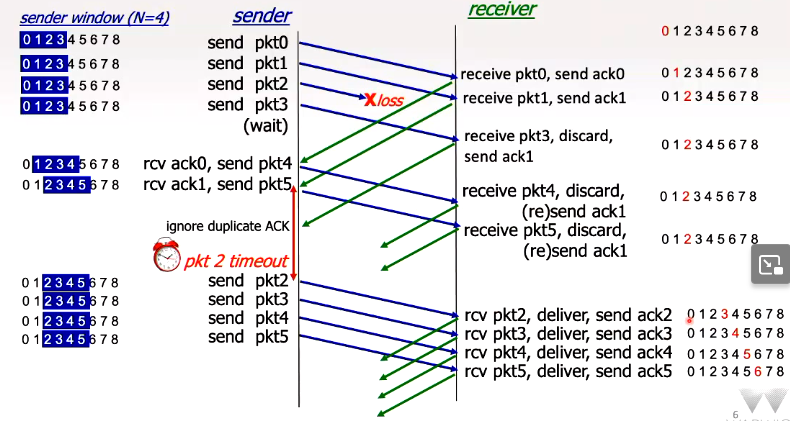 sender window (N=4)
sender
receiver
0 1 2 3 4 5 6 7 8
0 1 2 3 4 5 6 7 8
send pkt0
0 1 2 3 4 5 6 7 8
send pkt1
receive pkt0, send ack0
0 1 2 3 4 5 6 7 8
0 1 2 3 4 5 6 7 8
send pkt2
X loss
receive pkt1, send ack1
0 1 2 3 4 5 6 7 8
0 1 2 3 4 5 6 7 8
send pkt3
(wait)
receive pkt3, discard,
send ack1
0 1 2 3 4 5 6 7 8
0 1 2 3 4 5 6 7 8
rcv ack0, send pkt4
0 1 2 3 4 5 6 7 8
rcv ack1, send pkt5
receive pkt4, discard,
(re)send ack1
0 1 2 3 4 5 6 7 8
ignore duplicate ACK
receive pkt5, discard,
(re)send ack1
0 1 2 3 4 5 6 7 8
pkt 2 timeout
0 1 2 3 4 5 6 7 8
send pkt2
0 1 2 3 4 5 6 7 8
send pkt3
0 1 2 3 4 5 6 7 8
send pkt4
0 1 2 3 4 5 6 7 8
send pkt5
rcv pkt2, deliver, send ack2
0 1 2 3 4 5 6 7 8
rcv pkt3, deliver, send ack3
0 1 2 3 4 5 6 7 8
rcv pkt4, deliver, send ack4
0 1 2 3 4 5 6 7 8
rcv pkt5, deliver, send ack5
0 1 2 3 4 5 6 7 8
6